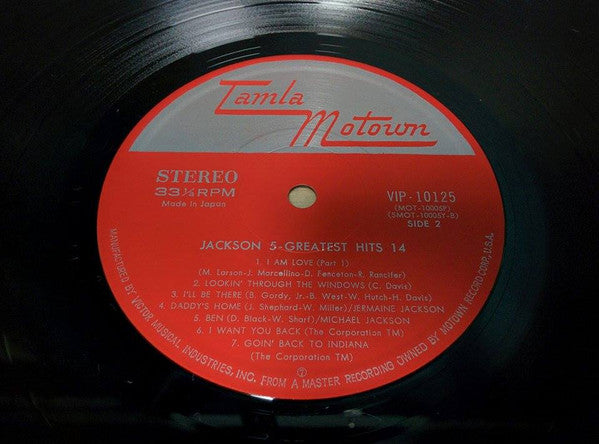 Tamla
Motown
STEREO
33⅓RPM
Made in Japan
VIP-10125
(MOT-10005P)
(SMOT-10005Y-B)
SIDE 2
JACKSON 5-GREATEST HITS 14
1. I AM LOVE (Part 1)
(M. Larson-J. Marcellino-D. Fenceton-R. Rancifer)
2. LOOKIN' THROUGH THE WINDOWS (C. Davis)
3. I'LL BE THERE (B. Gordy, Jr.-B. West-W. Hutch-H. Davis)
4. DADDY'S HOME (J. Shephard-W. Miller)/JERMAINE JACKSON
5. BEN (D. Black-W. Sharf)/MICHAEL JACKSON
6. I WANT YOU BACK (The Corporation TM)
7. GOIN' BACK TO INDIANA
(The Corporation TM)
Ⓟ
MANUFACTURED BY VICTOR MUSICAL INDUSTRIES, INC. FROM A MASTER RECORDING OWNED BY MOTOWN RECORD CORP., U.S.A.